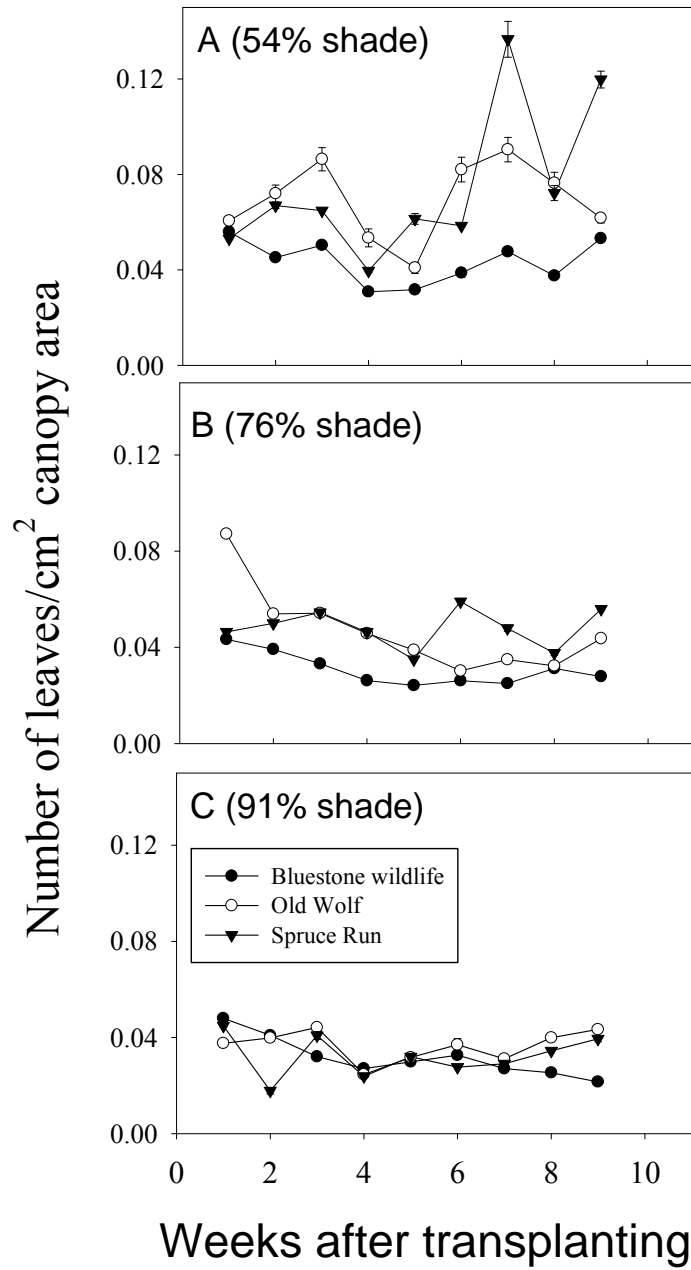 A (54% shade)
0.12
0.08
0.04
0.00
B (76% shade)
0.12
0.08
0.04
0.00
C (91% shade)
0.12
Bluestone wildlife
Old Wolf
Spruce Run
0.08
0.04
0.00
0 2 4 6 8 10
Weeks after transplanting
Number of leaves/cm² canopy area